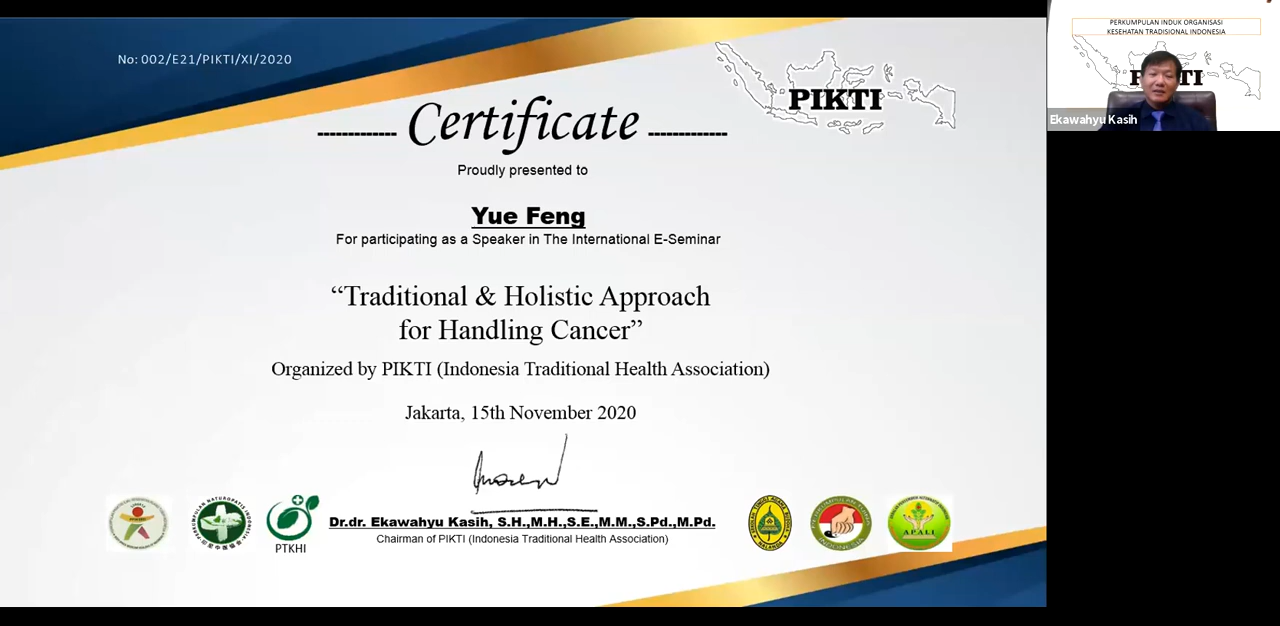 No: 002/E21/PIKTI/XI/2020
PIKTI
------------- Certificate -------------
Proudly presented to
Yue Feng
For participating as a Speaker in The International E-Seminar
“Traditional & Holistic Approach
for Handling Cancer”
Organized by PIKTI (Indonesia Traditional Health Association)
Jakarta, 15th November 2020
Dr.dr. Ekawahyu Kasih, S.H.,M.H.,S.E.,M.M.,S.Pd.,M.Pd.
Chairman of PIKTI (Indonesia Traditional Health Association)
PTKHI
APALI
PERKUMPULAN INDUK ORGANISASI
KESEHATAN TRADISIONAL INDONESIA
Ekawahyu Kasih